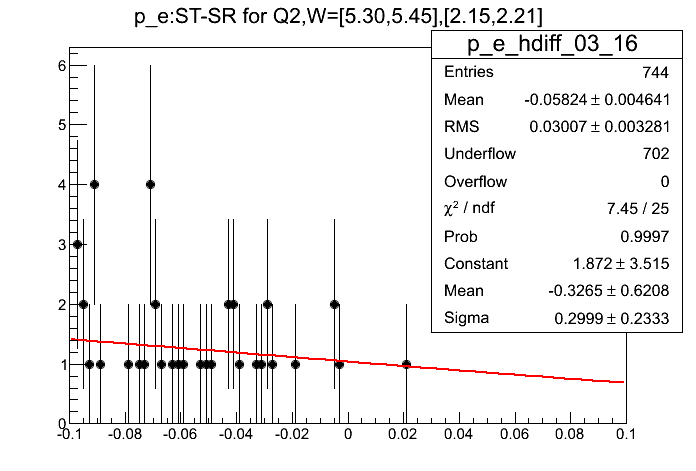 p_e:ST-SR for Q2,W=[5.30,5.45],[2.15,2.21]
p_e_hdiff_03_16
Entries 744
Mean -0.05824 ± 0.004641
RMS 0.03007 ± 0.003281
Underflow 702
Overflow 0
χ² / ndf 7.45 / 25
Prob 0.9997
Constant 1.872 ± 3.515
Mean -0.3265 ± 0.6208
Sigma 0.2999 ± 0.2333
6
5
4
3
2
1
0
-0.1 -0.08 -0.06 -0.04 -0.02 0 0.02 0.04 0.06 0.08 0.1